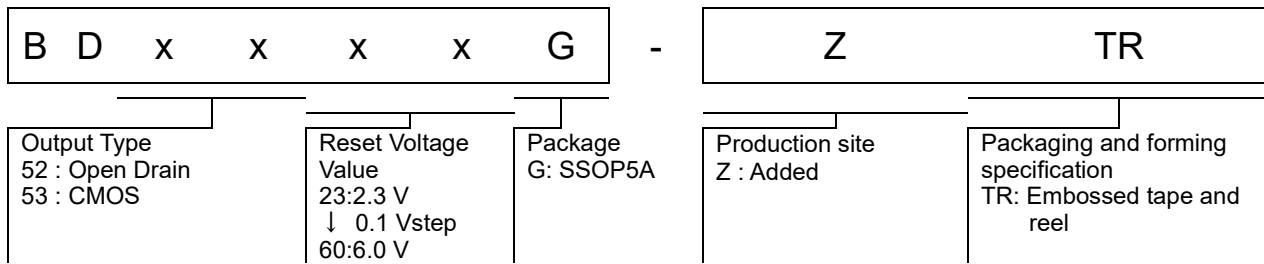 B D x x x x G - Z TR
Output Type
52 : Open Drain
53 : CMOS
Reset Voltage
Value
23:2.3 V
↓ 0.1 Vstep
60:6.0 V
Package
G: SSOP5A
Production site
Z : Added
Packaging and forming
specification
TR: Embossed tape and
reel